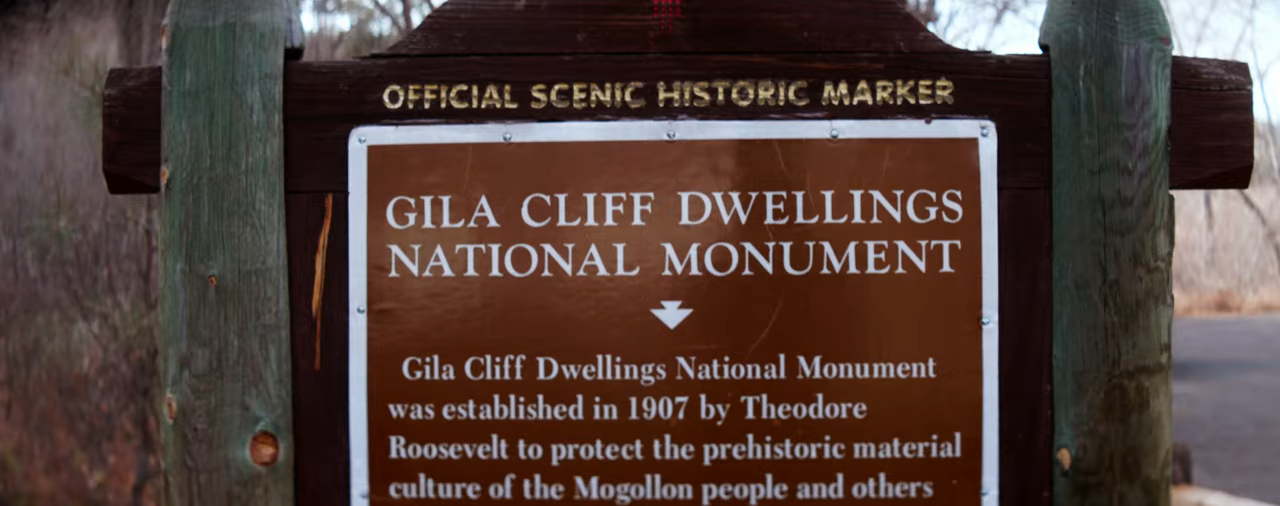 OFFICIAL SCENIC HISTORIC MARKER
GILA CLIFF DWELLINGS
NATIONAL MONUMENT
Gila Cliff Dwellings National Monument
was established in 1907 by Theodore
Roosevelt to protect the prehistoric material
culture of the Mogollon people and others